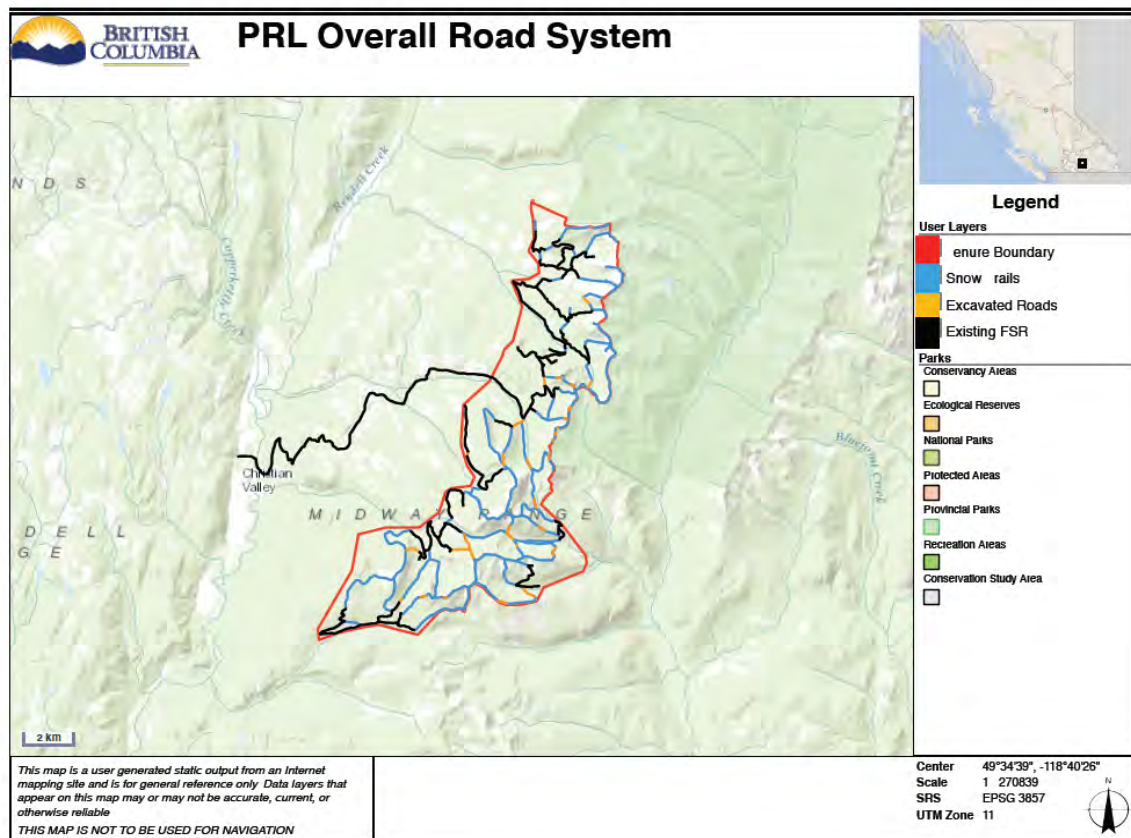 BRITISH
COLUMBIA
PRL Overall Road System
Rendell Creek
N D S
Copperkettle Creek
Christian
Valley
M I D W A Y R A N G E
Bluejoint Creek
D E L L
G E
2 km
Legend
User Layers
enure Boundary
Snow rails
Excavated Roads
Existing FSR
Parks
Conservancy Areas
Ecological Reserves
National Parks
Protected Areas
Provincial Parks
Recreation Areas
Conservation Study Area
This map is a user generated static output from an Internet
mapping site and is for general reference only Data layers that
appear on this map may or may not be accurate, current, or
otherwise reliable
THIS MAP IS NOT TO BE USED FOR NAVIGATION
Center 49°34'39", -118°40'26"
Scale 1 270839
SRS EPSG 3857
UTM Zone 11
N